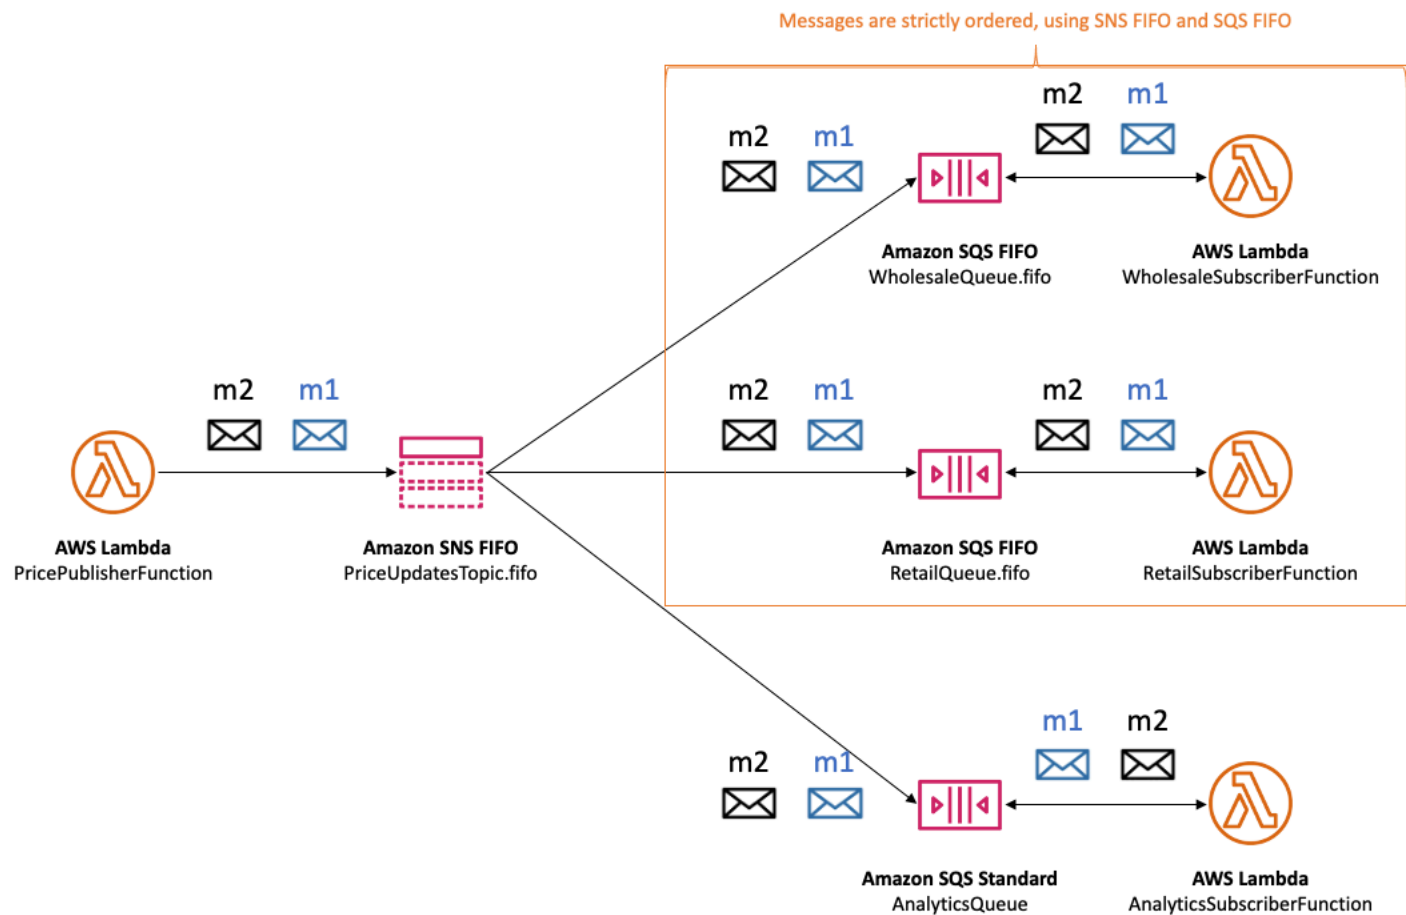 Messages are strictly ordered, using SNS FIFO and SQS FIFO
m2 m1
m2 m1
Amazon SQS FIFO
WholesaleQueue.fifo
AWS Lambda
WholesaleSubscriberFunction
m2 m1
m2 m1
m2 m1
AWS Lambda
PricePublisherFunction
Amazon SNS FIFO
PriceUpdatesTopic.fifo
Amazon SQS FIFO
RetailQueue.fifo
AWS Lambda
RetailSubscriberFunction
m2 m1
m1 m2
Amazon SQS Standard
AnalyticsQueue
AWS Lambda
AnalyticsSubscriberFunction